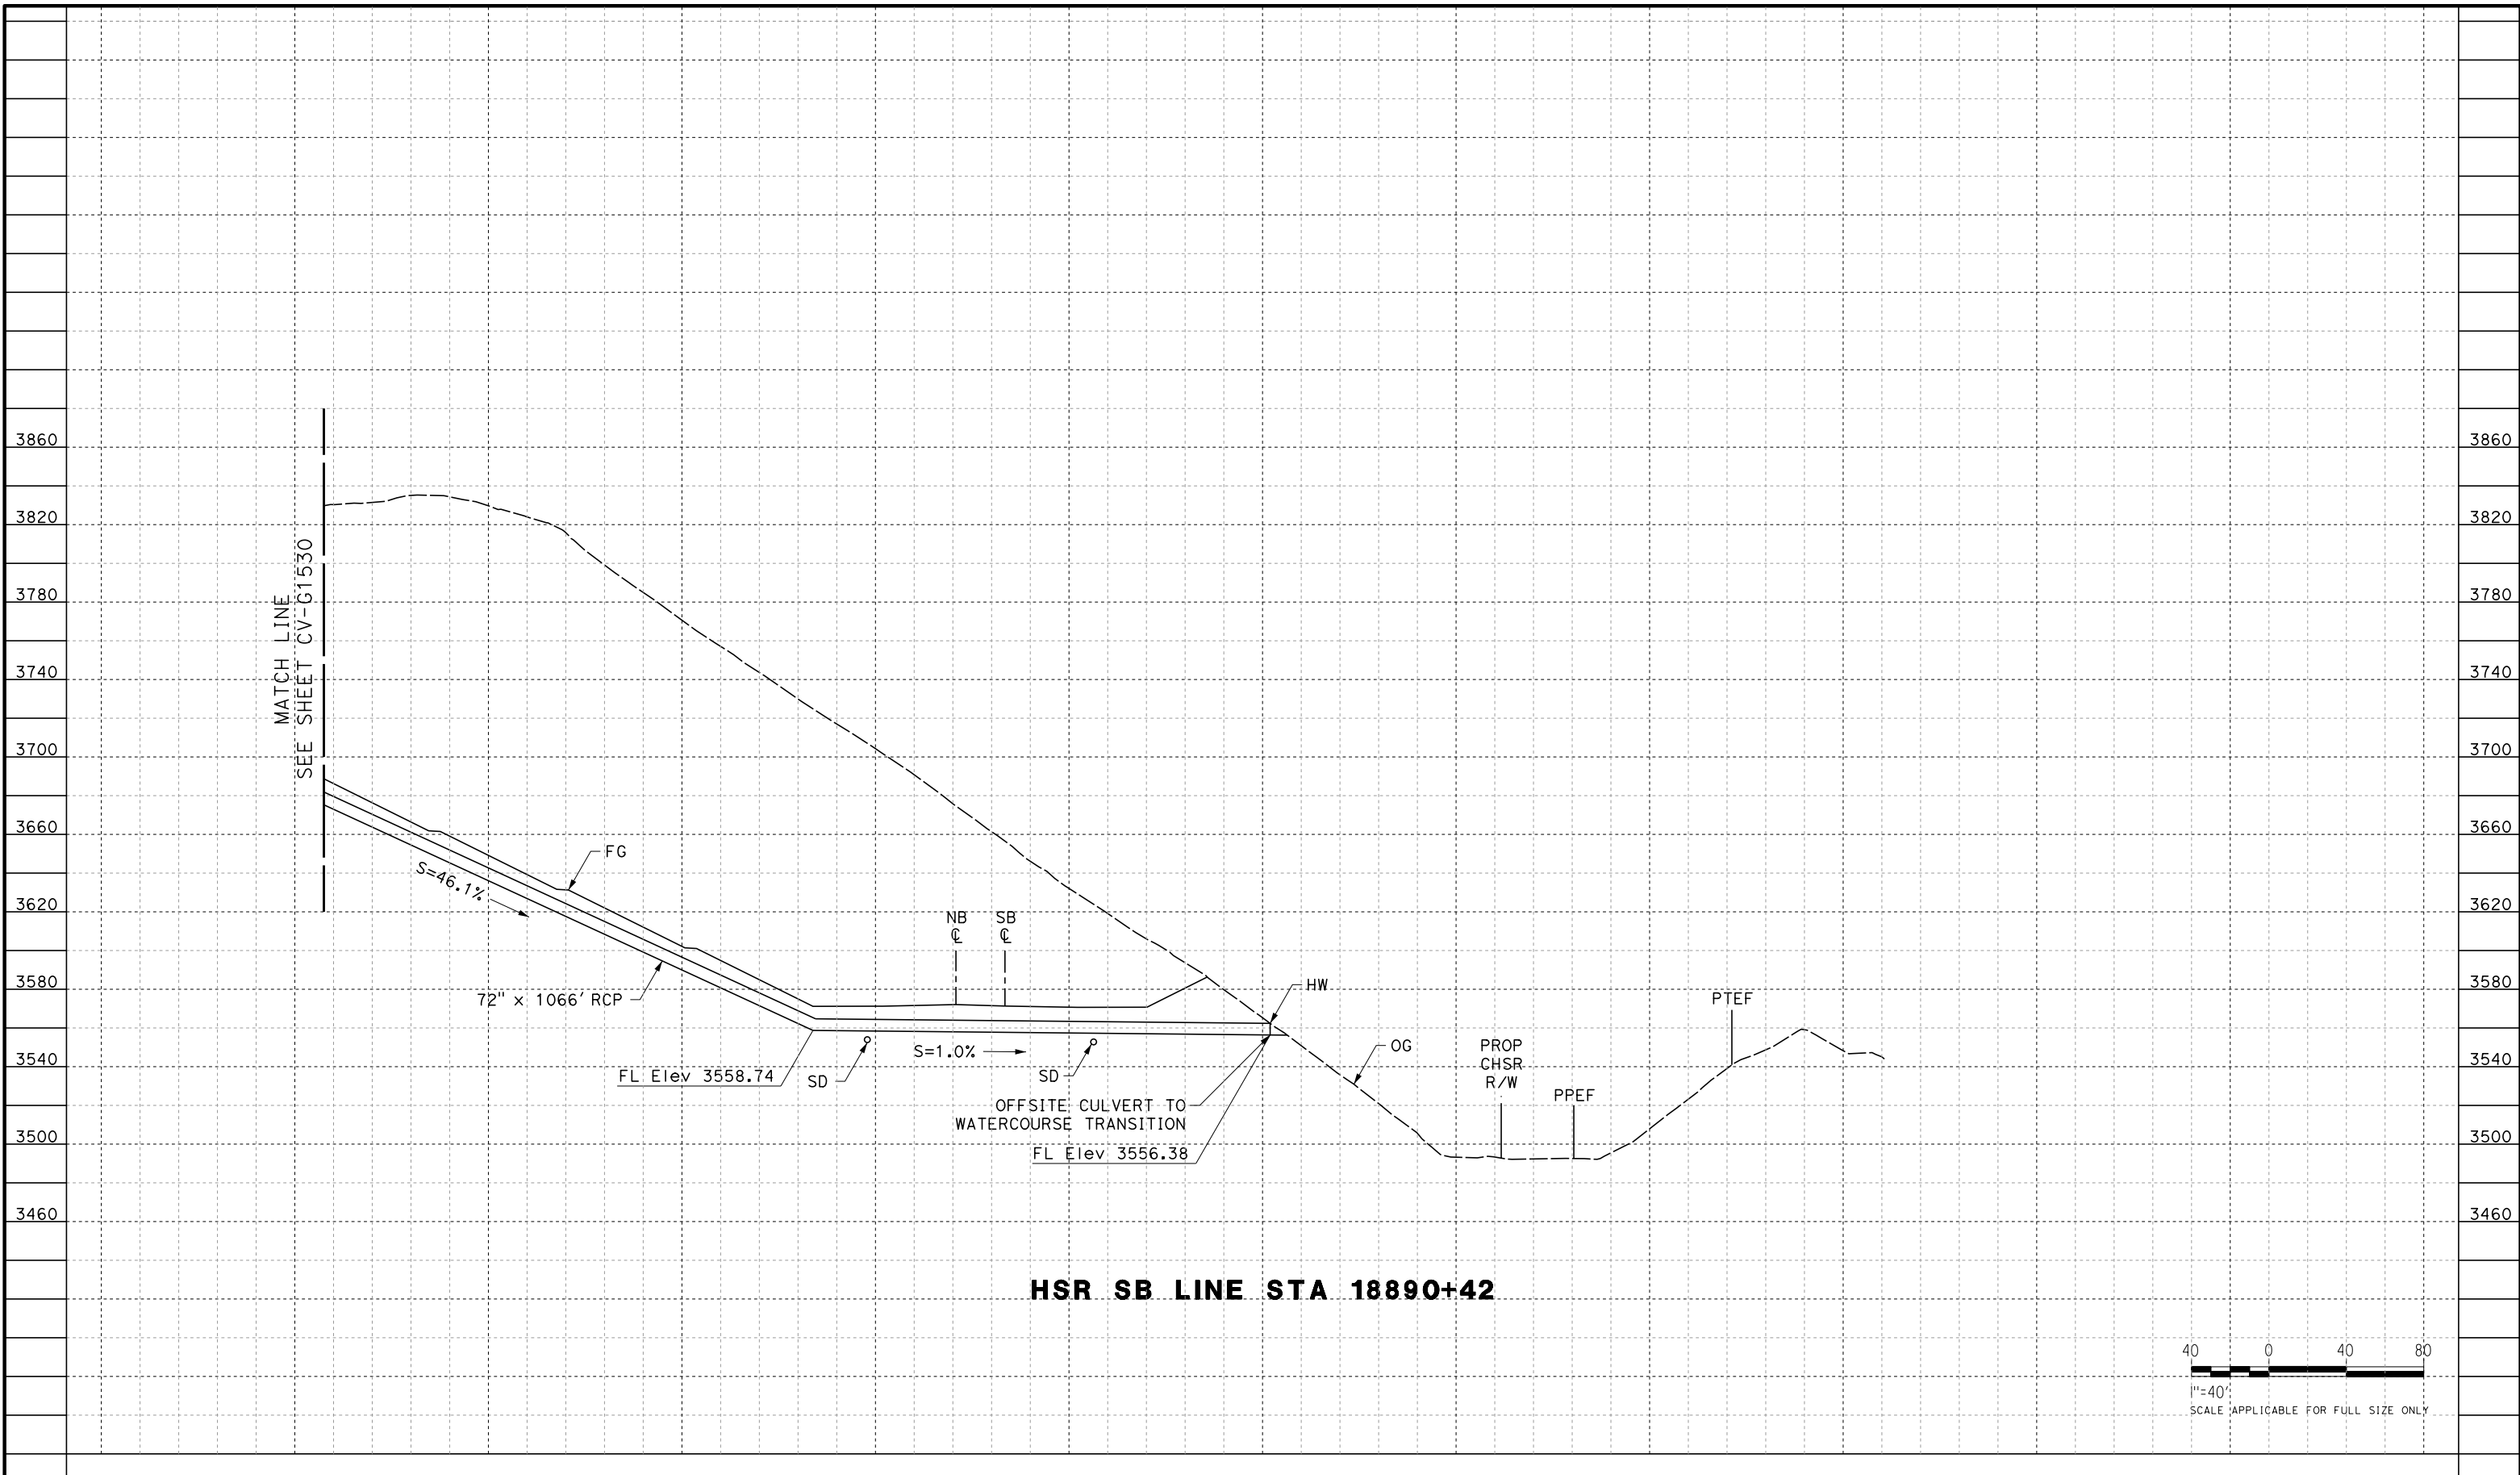 3860
3860
3820
3820
3780
3780
MATCH LINE
SEE SHEET CV-G1530
3740
3740
3700
3700
3660
3660
FG
S=46.1%
3620
3620
NB
℄
SB
℄
3580
3580
HW
72" x 1066' RCP
PTEF
3540
3540
S=1.0%
OG
PROP
CHSR
R/W
FL Elev 3558.74
SD
SD
PPEF
OFFSITE CULVERT TO
WATERCOURSE TRANSITION
3500
3500
FL Elev 3556.38
3460
3460
HSR SB LINE STA 18890+42
40 0 40 80
1"=40'
SCALE APPLICABLE FOR FULL SIZE ONLY